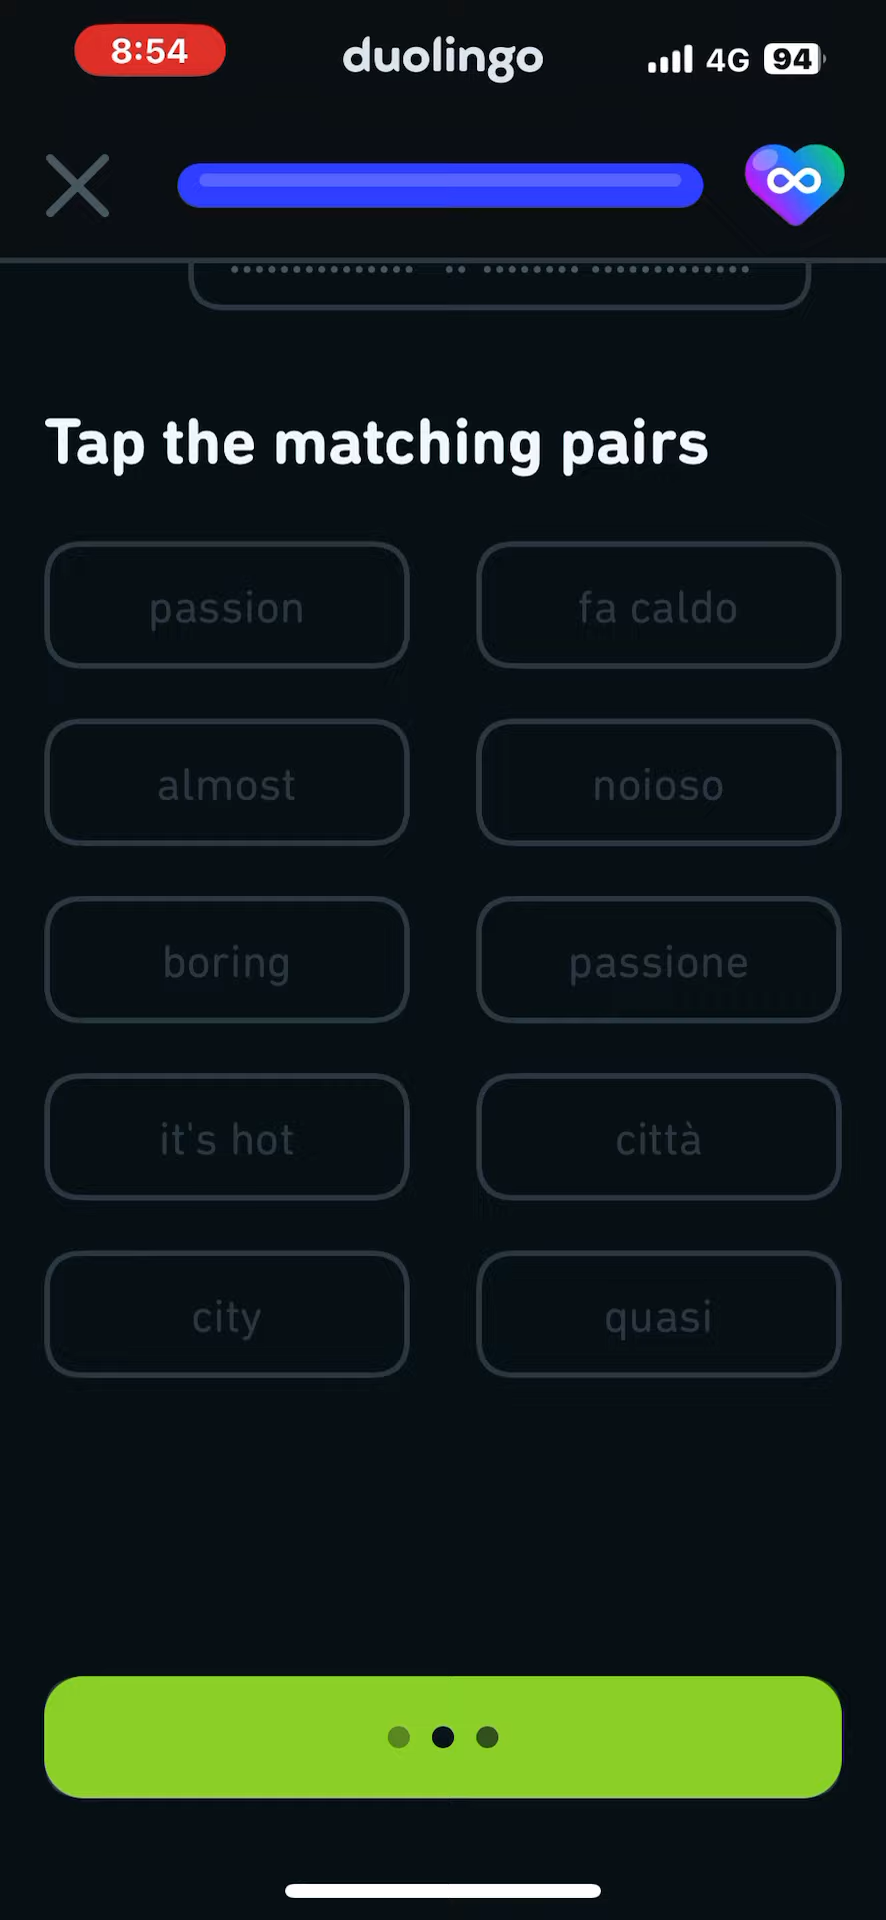 8:54
duolingo
4G
94
Tap the matching pairs
passion
fa caldo
almost
noioso
boring
passione
it's hot
città
city
quasi